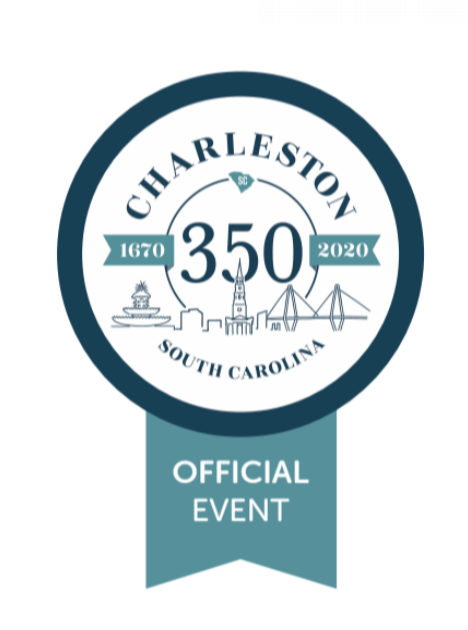 CHARLESTON
SC
1670 350 2020
SOUTH CAROLINA
OFFICIAL
EVENT